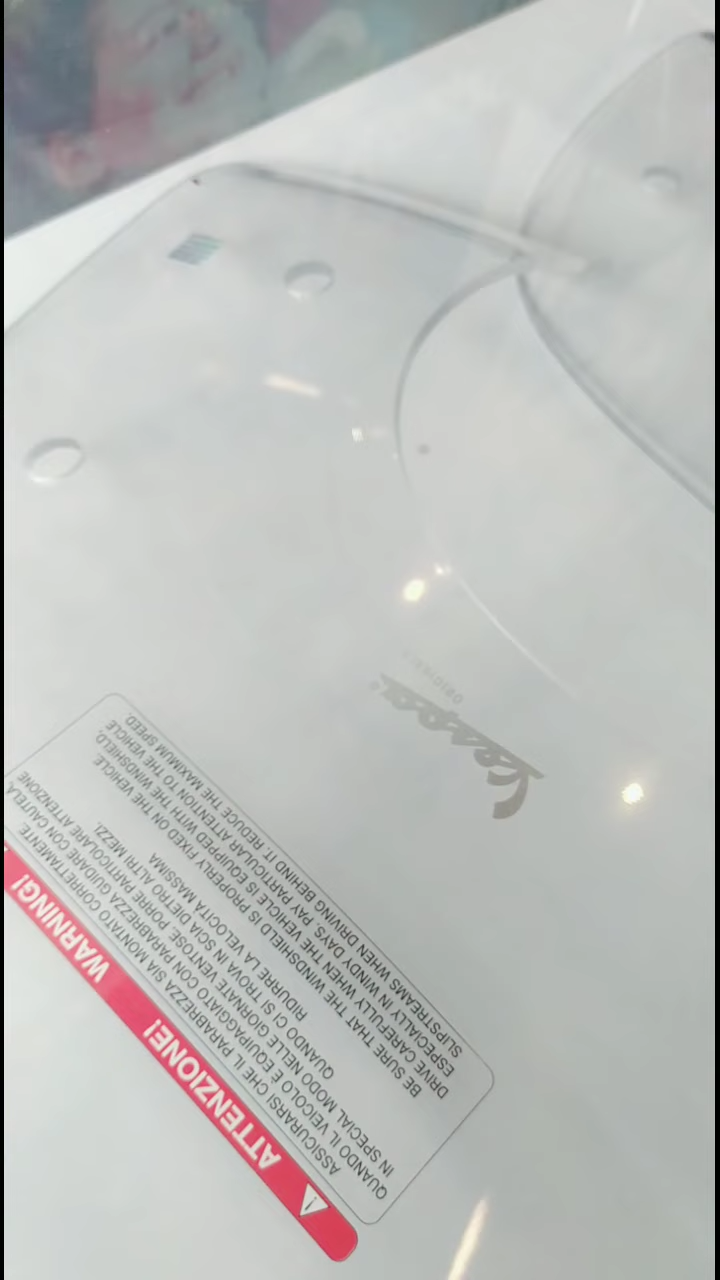 ATTENZIONE! WARNING!
ASSICURARSI CHE IL PARABREZZA SIA MONTATO CORRETTAMENTE.
QUANDO IL VEICOLO È EQUIPAGGIATO CON PARABREZZA GUIDARE CON CAUTELA,
IN SPECIAL MODO NELLE GIORNATE VENTOSE. PORRE PARTICOLARE ATTENZIONE
QUANDO CI SI TROVA IN SCIA DIETRO ALTRI MEZZI.
RIDURRE LA VELOCITÀ MASSIMA
BE SURE THAT THE WINDSHIELD IS PROPERLY FIXED ON THE VEHICLE
DRIVE CAREFULLY WHEN THE VEHICLE IS EQUIPPED WITH THE WINDSHIELD,
ESPECIALLY IN WINDY DAYS. PAY PARTICULAR ATTENTION TO THE VEHICLE
SLIPSTREAMS WHEN DRIVING BEHIND IT. REDUCE THE MAXIMUM SPEED.
Vespa